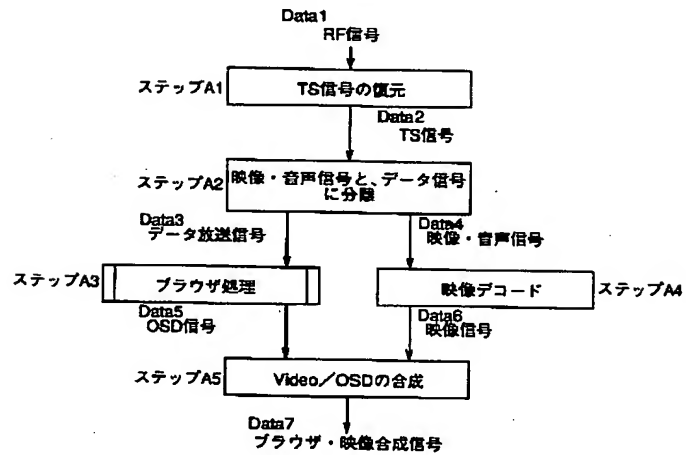 Data1
RF信号
ステップA1
TS信号の復元
Data2
TS信号
ステップA2
映像・音声信号と、データ信号
に分離
Data3
データ放送信号
Data4
映像・音声信号
ステップA3
ブラウザ処理
映像デコード
ステップA4
Data5
OSD信号
Data6
映像信号
ステップA5
Video／OSDの合成
Data7
ブラウザ・映像合成信号